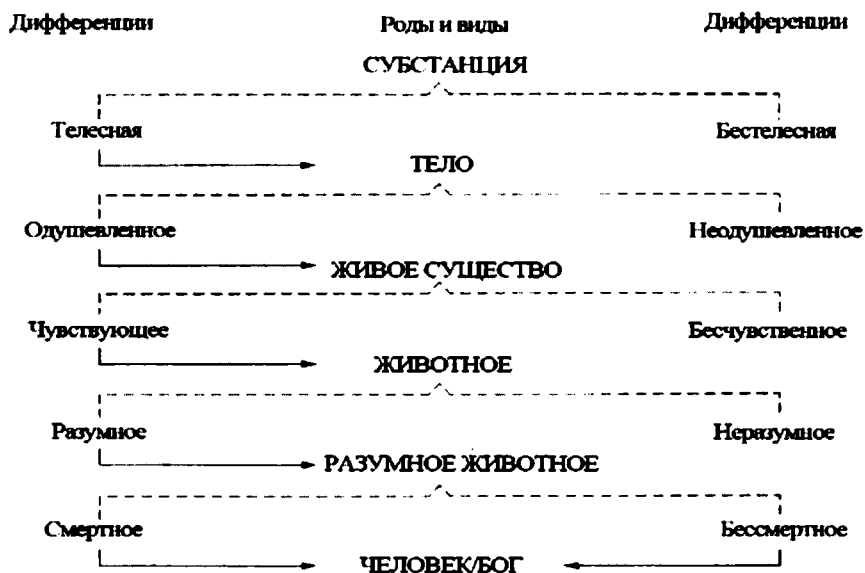 Дифференции Роды и виды Дифференции
СУБСТАНЦИЯ
Телесная Бестелесная
ТЕЛО
Одушевленное Неодушевленное
ЖИВОЕ СУЩЕСТВО
Чувствующее Бесчувственное
ЖИВОТНОЕ
Разумное Неразумное
РАЗУМНОЕ ЖИВОТНОЕ
Смертное Бессмертное
ЧЕЛОВЕК/БОГ